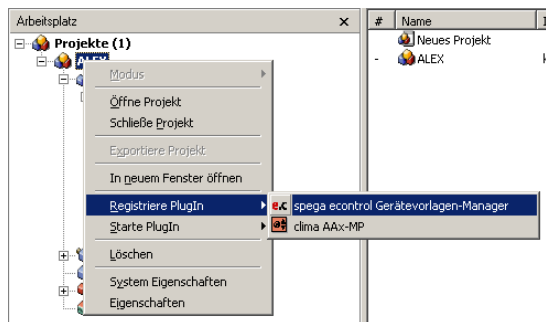 Arbeitsplatz
# Name
Projekte (1)
Neues Projekt
ALEX
- ALEX
Modus
Öffne Projekt
Schließe Projekt
Exportiere Projekt
In neuem Fenster öffnen
Registriere PlugIn
e.c spega econtrol Gerätevorlagen-Manager
Starte PlugIn
clima AAx-MP
Löschen
System Eigenschaften
Eigenschaften